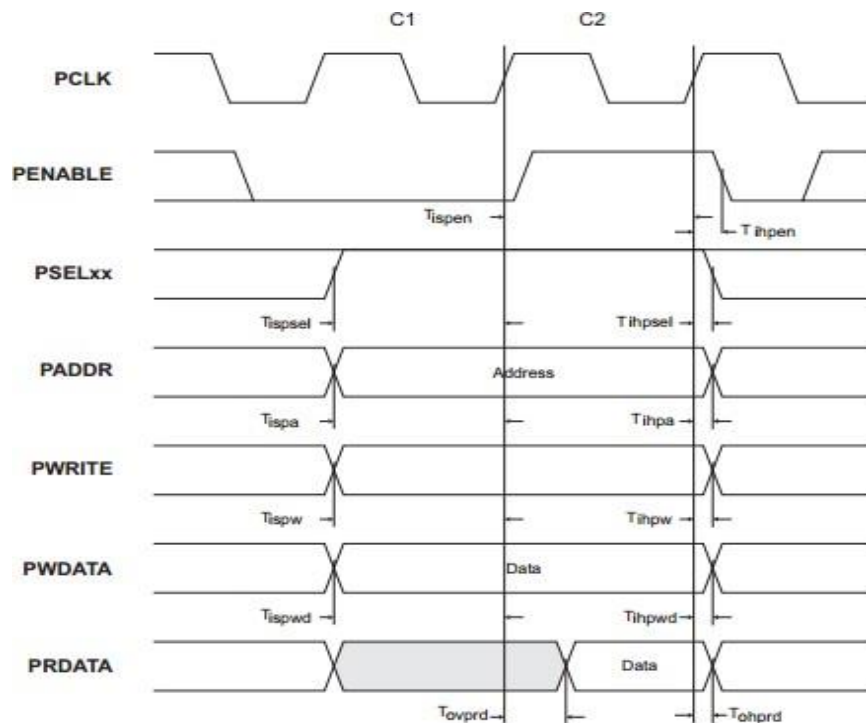 C1 C2
PCLK
PENABLE
Tispen Tihpen
PSELxx
Tispsel Tihpsel
PADDR Address
Tispa Tihpa
PWRITE
Tispw Tihpw
PWDATA Data
Tispwd Tihpwd
PRDATA Data
Tovprd Tohprd